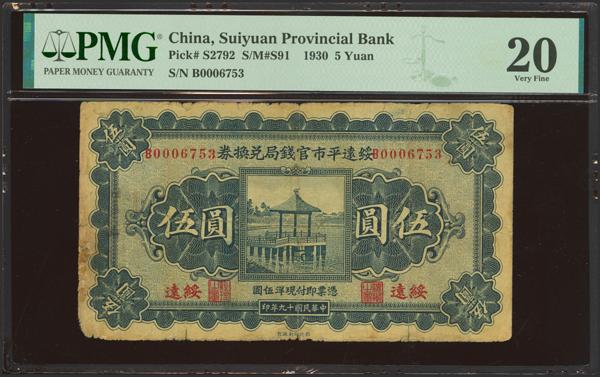 PMG
PAPER MONEY GUARANTY
China, Suiyuan Provincial Bank
Pick# S2792 S/M#S91 1930 5 Yuan
S/N B0006753
20
Very Fine
伍圓
券換兌局錢官市平遠綏
B0006753 B0006753
伍圓 圓伍
圖伍洋現付即票憑
遠綏 遠綏
印年九十國民華中